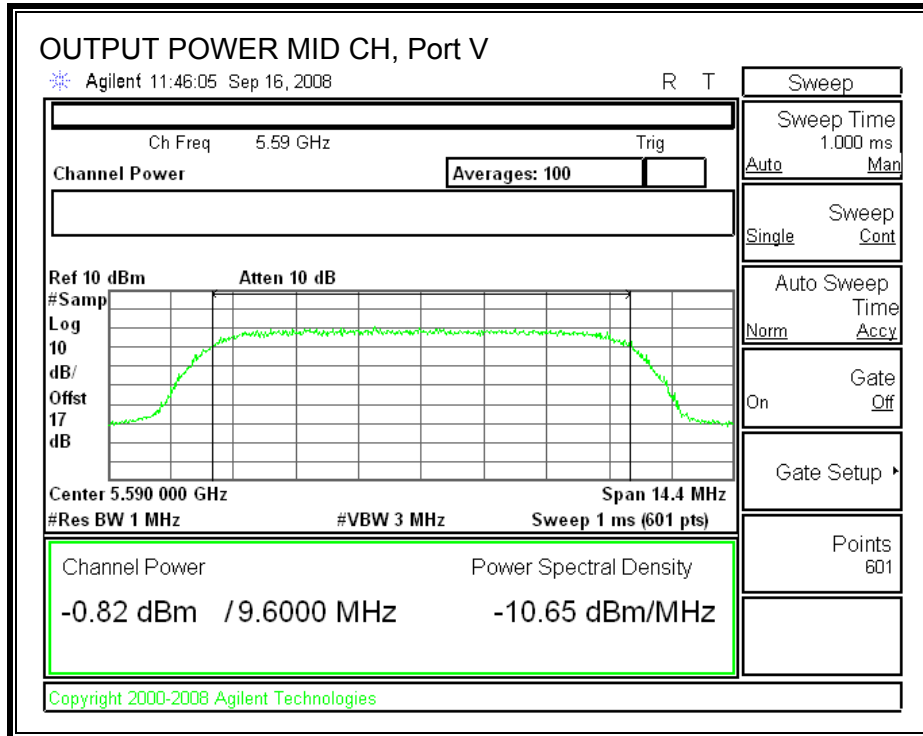 OUTPUT POWER MID CH, Port V
Agilent 11:46:05 Sep 16, 2008
R T
Ch Freq 5.59 GHz Trig
Channel Power Averages: 100
Ref 10 dBm Atten 10 dB
#Samp
Log
10
dB/
Offst
17
dB
Center 5.590 000 GHz Span 14.4 MHz
#Res BW 1 MHz #VBW 3 MHz Sweep 1 ms (601 pts)
Channel Power Power Spectral Density
-0.82 dBm /9.6000 MHz -10.65 dBm/MHz
Copyright 2000-2008 Agilent Technologies
Sweep
Sweep Time
1.000 ms
Auto Man
Sweep
Single Cont
Auto Sweep
Time
Norm Accy
Gate
On Off
Gate Setup
Points
601